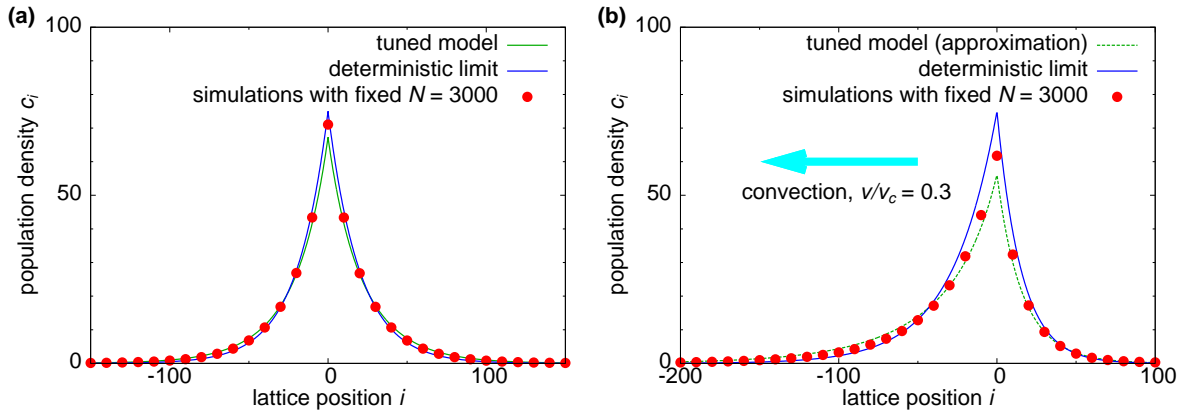 (a)
100
tuned model
deterministic limit
simulations with fixed N = 3000
population density c_i
50
0
-100
0
100
lattice position i
(b)
100
tuned model (approximation)
deterministic limit
simulations with fixed N = 3000
convection, v/v_c = 0.3
population density c_i
50
0
-200
-100
0
100
lattice position i